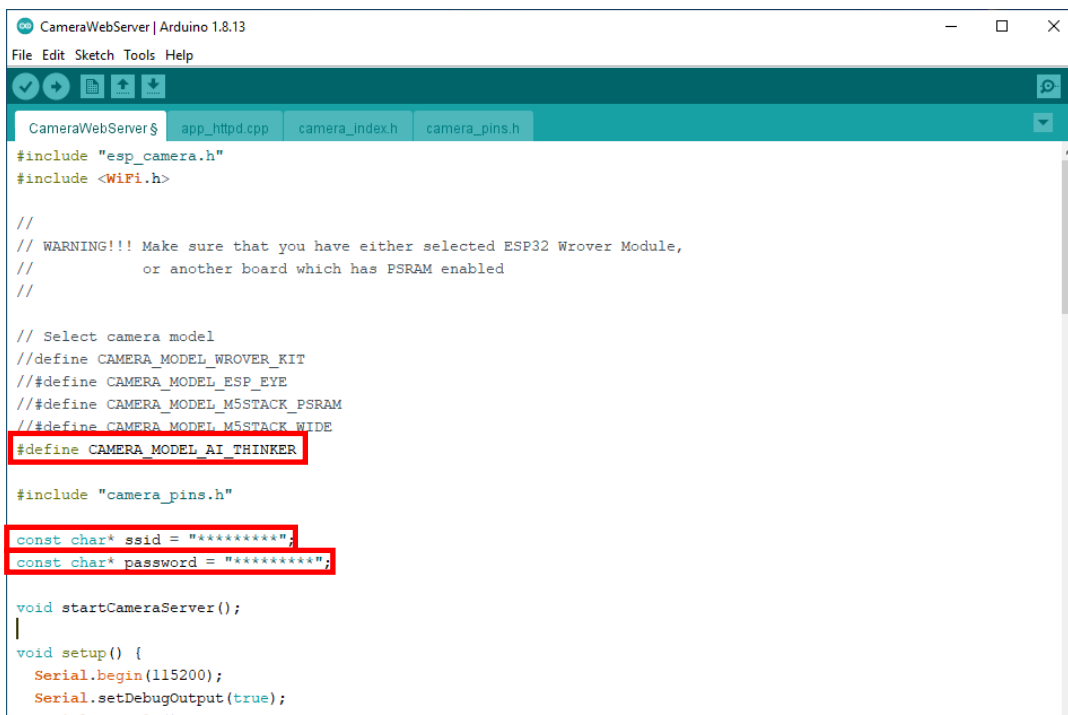 CameraWebServer | Arduino 1.8.13
File Edit Sketch Tools Help
CameraWebServer § app_httpd.cpp camera_index.h camera_pins.h
#include "esp_camera.h"
#include <WiFi.h>
//
// WARNING!!! Make sure that you have either selected ESP32 Wrover Module,
//            or another board which has PSRAM enabled
//
// Select camera model
//define CAMERA_MODEL_WROVER_KIT
//#define CAMERA_MODEL_ESP_EYE
//#define CAMERA_MODEL_M5STACK_PSRAM
//#define CAMERA_MODEL_M5STACK_WIDE
#define CAMERA_MODEL_AI_THINKER
#include "camera_pins.h"
const char* ssid = "*********";
const char* password = "*********";
void startCameraServer();
void setup() {
  Serial.begin(115200);
  Serial.setDebugOutput(true);